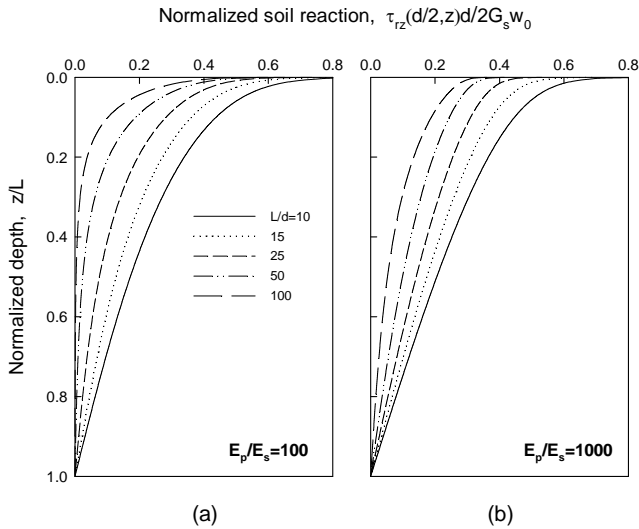 Normalized soil reaction, τrz(d/2,z)d/2Gsw0
0.0 0.2 0.4 0.6 0.8
0.0 0.2 0.4 0.6 0.8
0.0
0.2
0.4
0.6
0.8
1.0
Normalized depth, z/L
L/d=10
15
25
50
100
Ep/Es=100
Ep/Es=1000
(a)
(b)